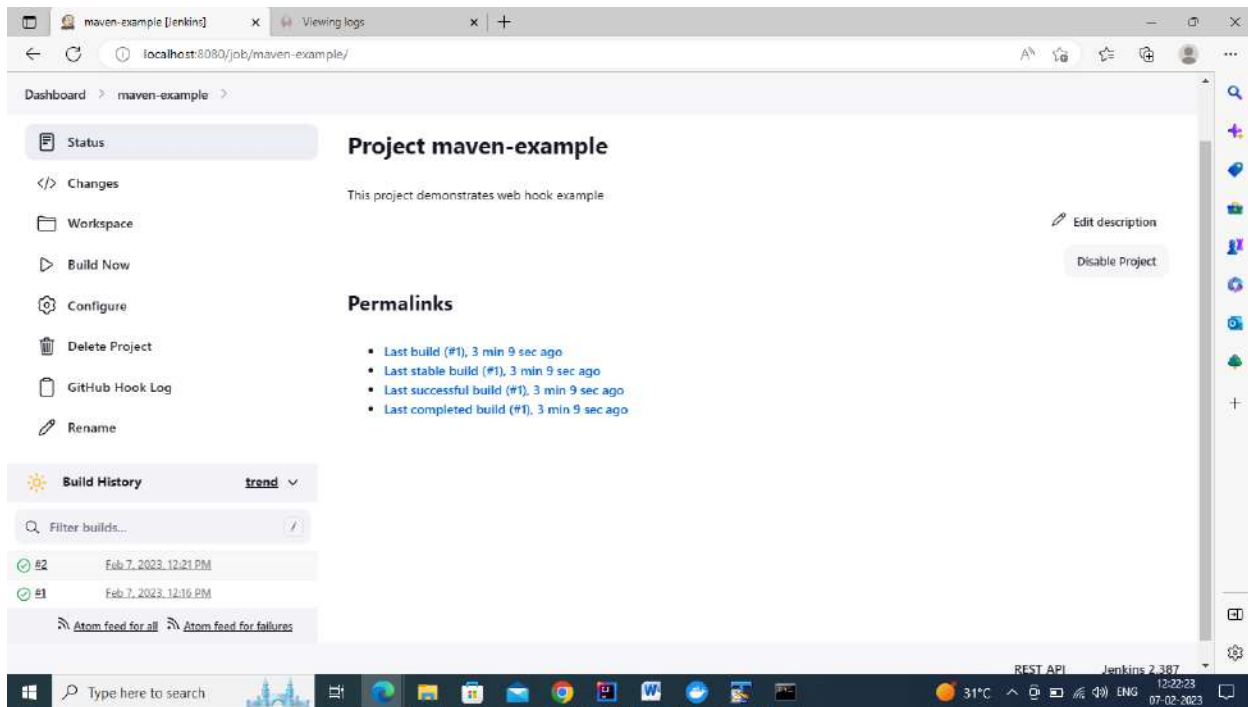 maven-example [Jenkins]
Viewing logs
localhost:8080/job/maven-example/
Dashboard > maven-example >
Status
Changes
Workspace
Build Now
Configure
Delete Project
GitHub Hook Log
Rename
Build History
trend
Filter builds...
/
#2 Feb 7, 2023, 12:21 PM
#1 Feb 7, 2023, 12:16 PM
Atom feed for all Atom feed for failures
Project maven-example
This project demonstrates web hook example
Edit description
Disable Project
Permalinks
Last build (#1), 3 min 9 sec ago
Last stable build (#1), 3 min 9 sec ago
Last successful build (#1), 3 min 9 sec ago
Last completed build (#1), 3 min 9 sec ago
REST API Jenkins 2.387
Type here to search
31°C
ENG
12:22:23
07-02-2023